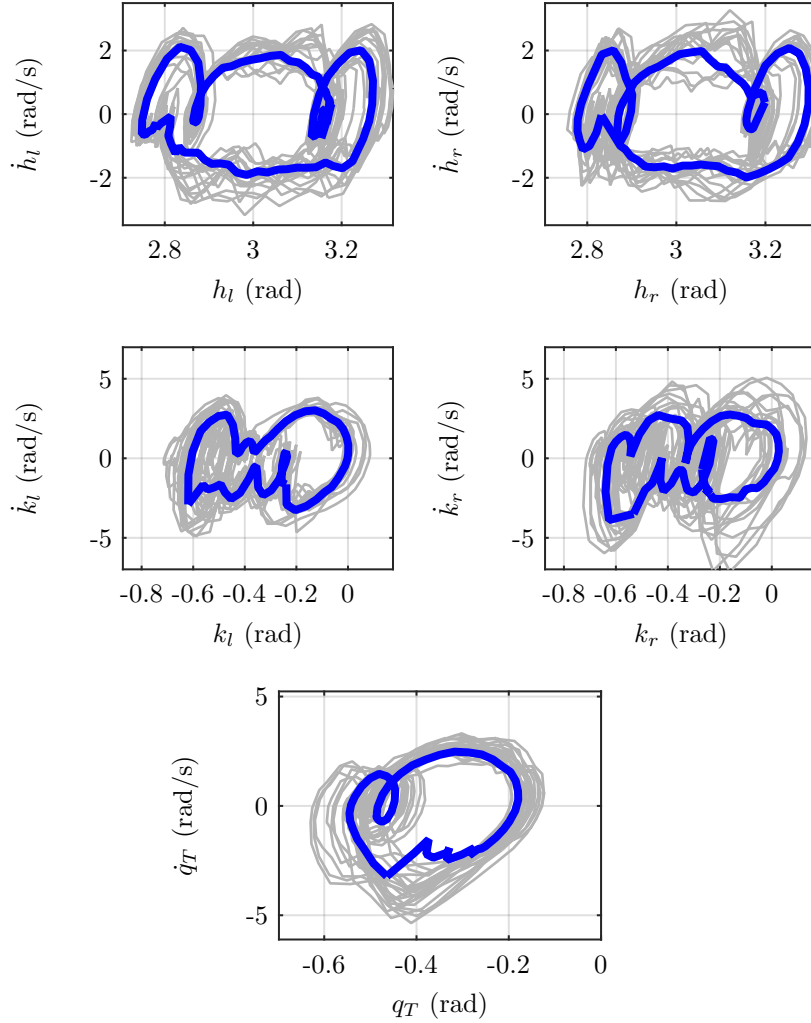 2
0
-2
ḣ_l (rad/s)
2.8 3 3.2
h_l (rad)
2
0
-2
ḣ_r (rad/s)
2.8 3 3.2
h_r (rad)
5
0
-5
k̇_l (rad/s)
-0.8 -0.6 -0.4 -0.2 0
k_l (rad)
5
0
-5
k̇_r (rad/s)
-0.8 -0.6 -0.4 -0.2 0
k_r (rad)
5
0
-5
q̇_T (rad/s)
-0.6 -0.4 -0.2 0
q_T (rad)